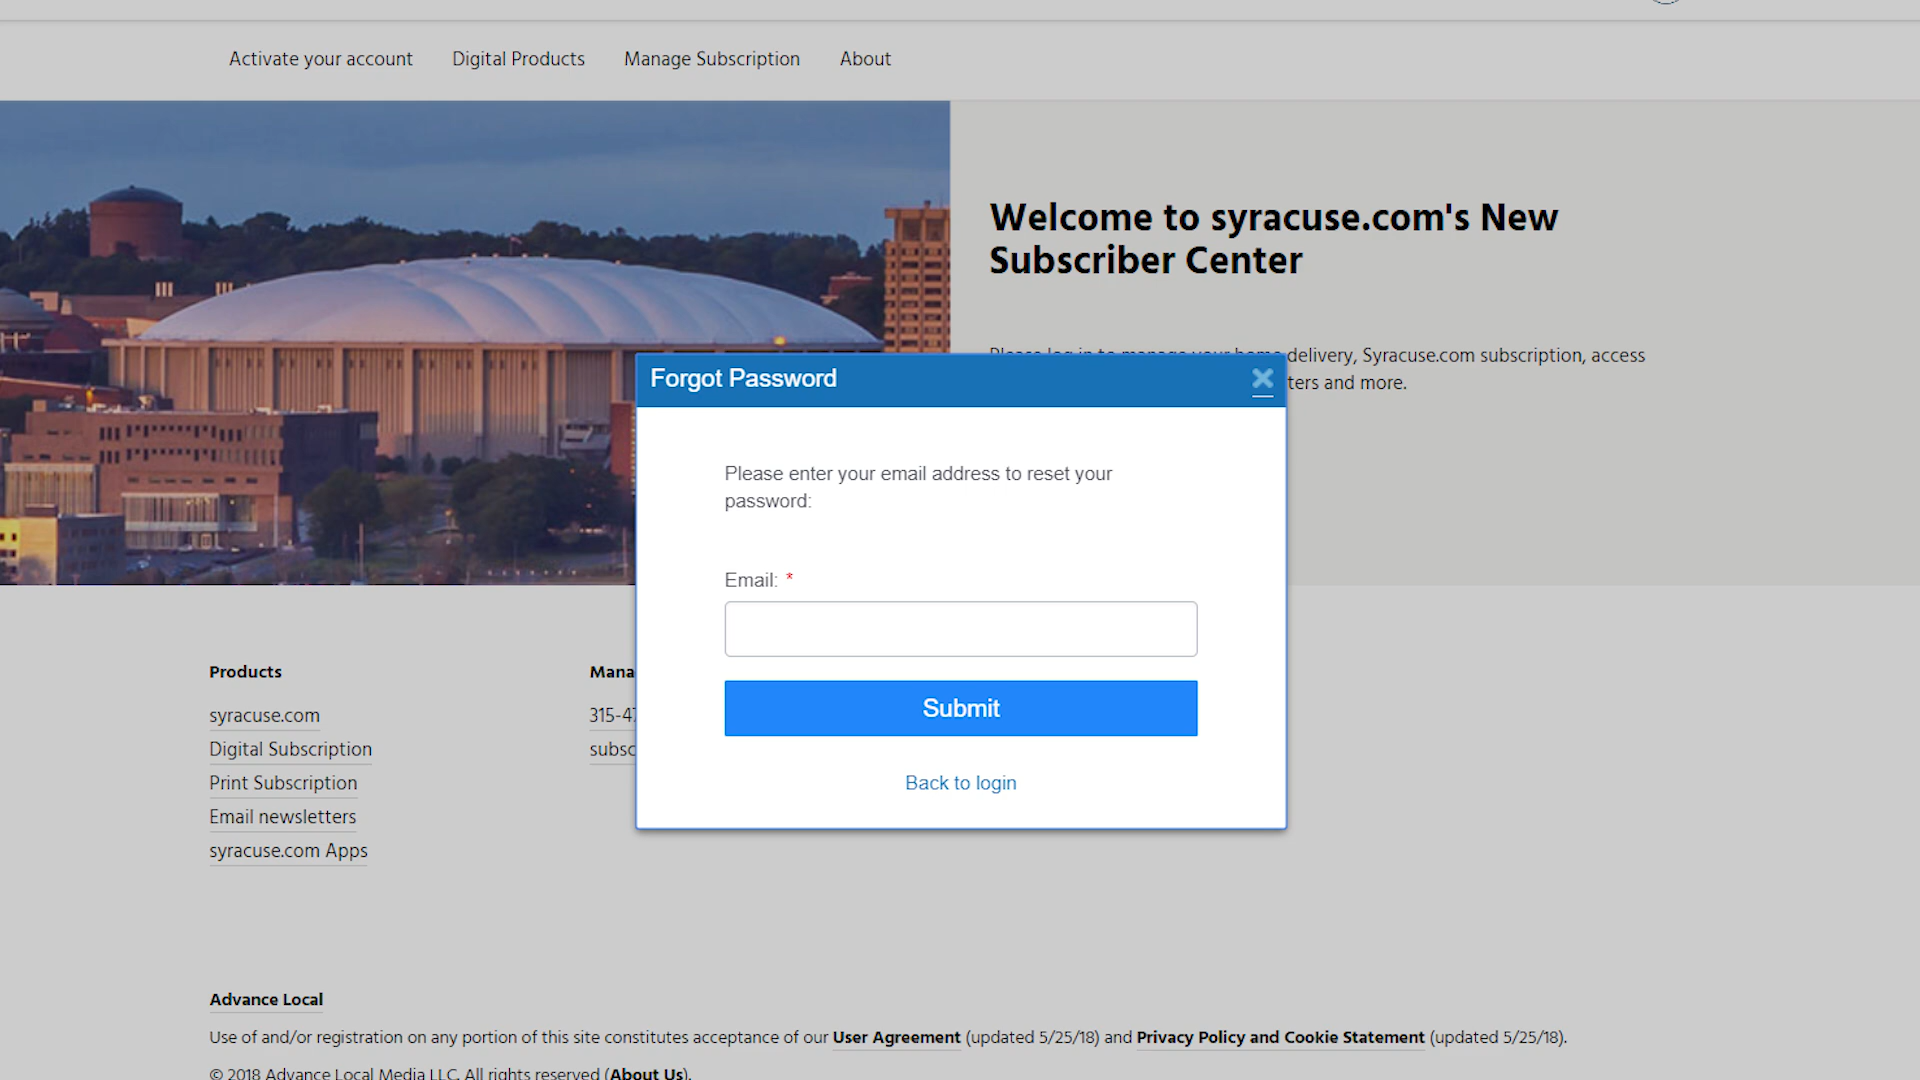 Activate your account
Digital Products
Manage Subscription
About
Welcome to syracuse.com's New
Subscriber Center
Please log in to manage your home delivery, Syracuse.com subscription, access
ters and more.
Forgot Password
Please enter your email address to reset your
password:
Email: *
Submit
Back to login
Products
syracuse.com
Digital Subscription
Print Subscription
Email newsletters
syracuse.com Apps
Mana
315-47
subsc
Advance Local
Use of and/or registration on any portion of this site constitutes acceptance of our User Agreement (updated 5/25/18) and Privacy Policy and Cookie Statement (updated 5/25/18).
© 2018 Advance Local Media LLC. All rights reserved (About Us).